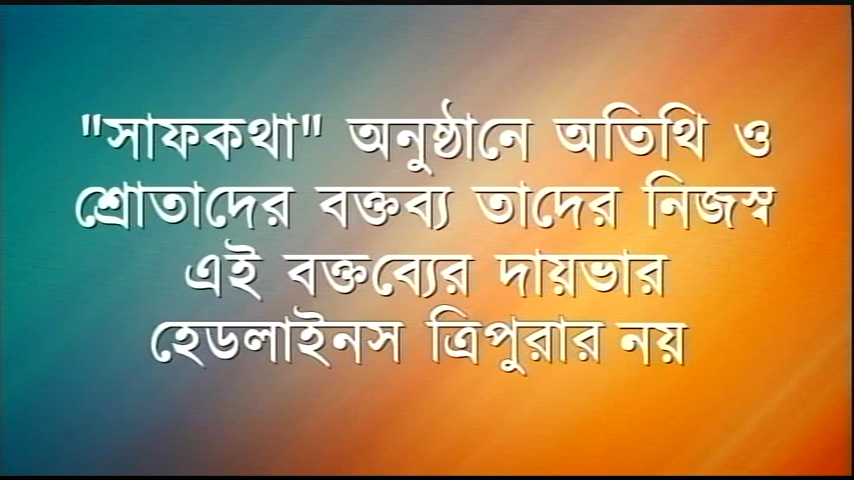 "সাফকথা" অনুষ্ঠানে অতিথি ও
শ্রোতাদের বক্তব্য তাদের নিজস্ব
এই বক্তব্যের দায়ভার
হেডলাইনস ত্রিপুরার নয়